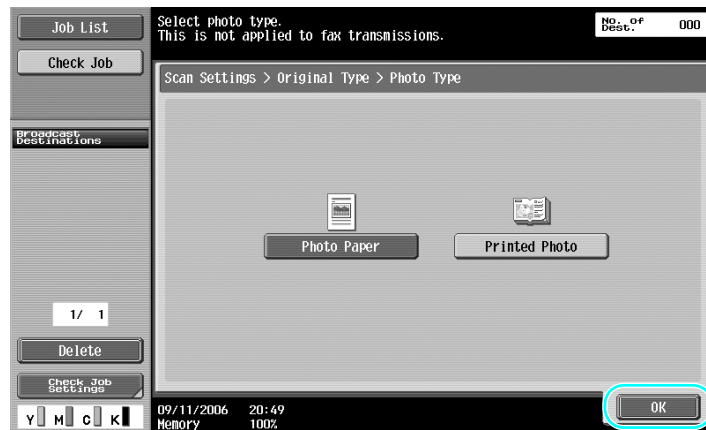 Job List
Check Job
Broadcast
Destinations
1/ 1
Delete
Check Job
Settings
Y M C K
Select photo type.
This is not applied to fax transmissions.
No. of
Dest.
000
Scan Settings > Original Type > Photo Type
Photo Paper
Printed Photo
09/11/2006 20:49
Memory 100%
OK